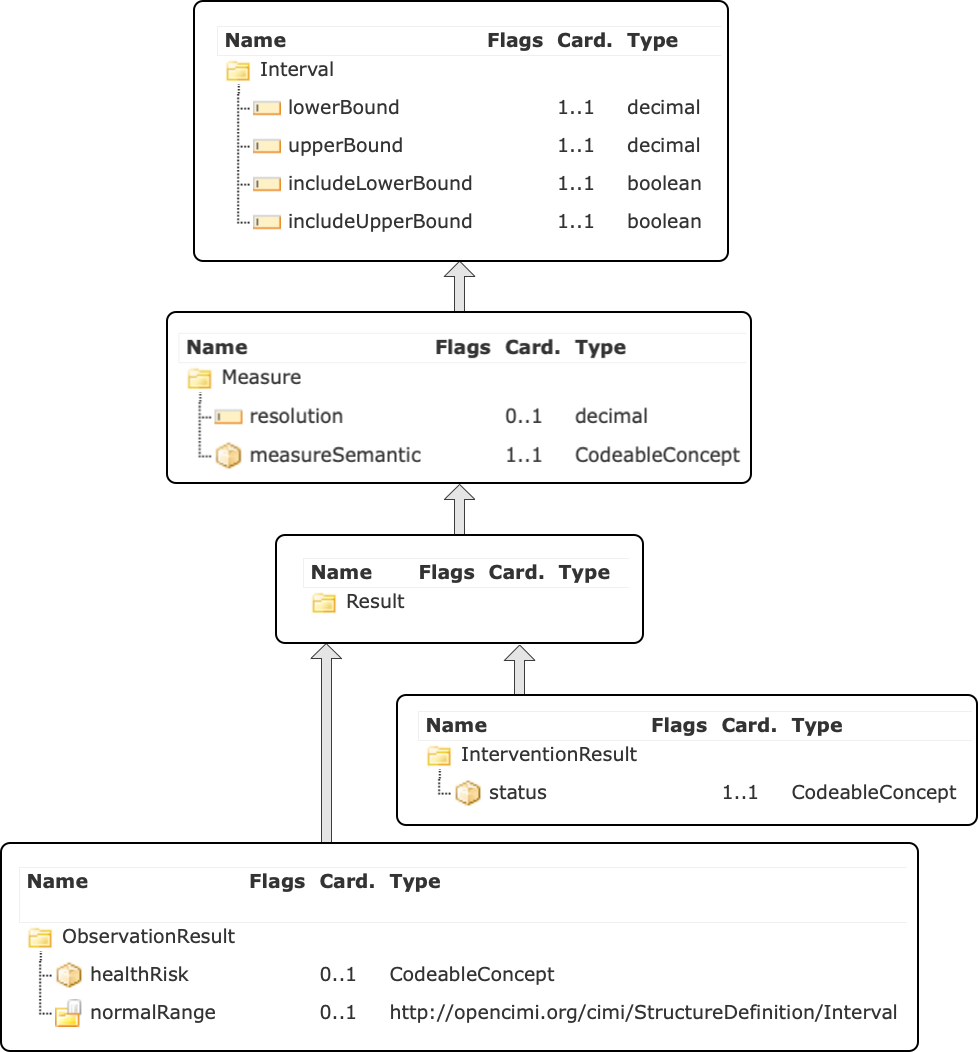 Name Flags Card. Type
Interval
lowerBound 1..1 decimal
upperBound 1..1 decimal
includeLowerBound 1..1 boolean
includeUpperBound 1..1 boolean
Name Flags Card. Type
Measure
resolution 0..1 decimal
measureSemantic 1..1 CodeableConcept
Name Flags Card. Type
Result
Name Flags Card. Type
InterventionResult
status 1..1 CodeableConcept
Name Flags Card. Type
ObservationResult
healthRisk 0..1 CodeableConcept
normalRange 0..1 http://opencimi.org/cimi/StructureDefinition/Interval